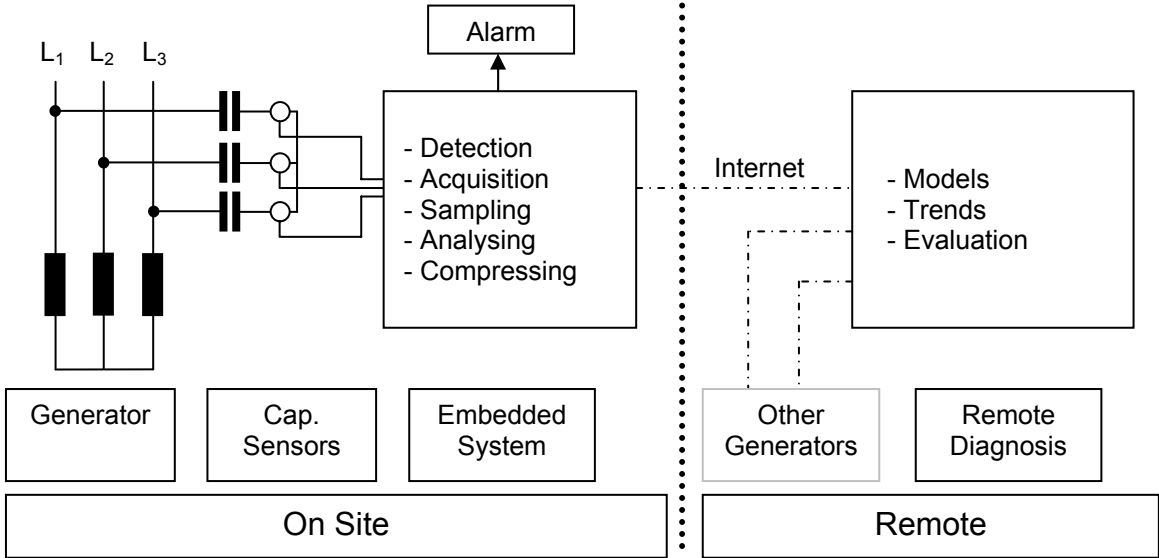 Alarm
L1 L2 L3
- Detection
- Acquisition
- Sampling
- Analysing
- Compressing
Internet
- Models
- Trends
- Evaluation
Generator
Cap.
Sensors
Embedded
System
Other
Generators
Remote
Diagnosis
On Site
Remote